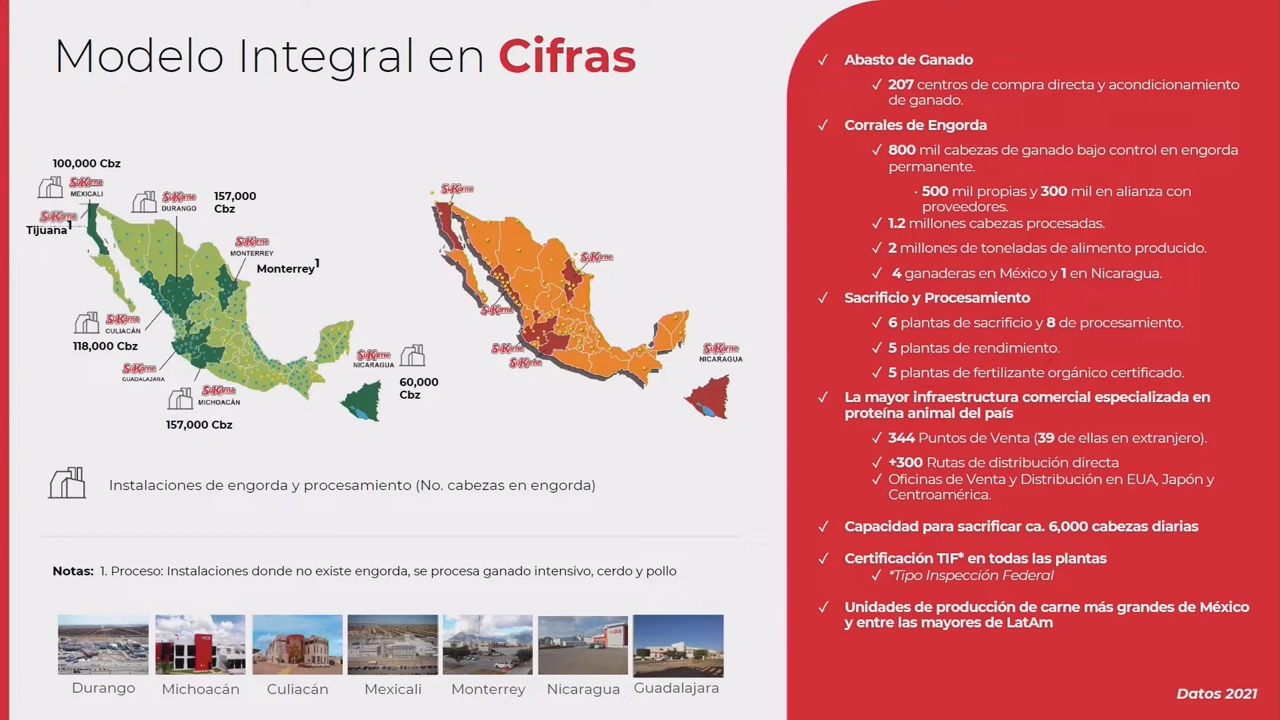 Modelo Integral en Cifras
100,000 Cbz
SuKarne
MEXICALI
SuKarne
DURANGO
157,000
Cbz
SuKarne
Tijuana1
SuKarne
MONTERREY
Monterrey1
SuKarne
CULIACÁN
118,000 Cbz
SuKarne
GUADALAJARA
SuKarne
MICHOACÁN
157,000 Cbz
SuKarne
NICARAGUA
60,000
Cbz
SuKarne
SuKarne
SuKarne
SuKarne
SuKarne
SuKarne
NICARAGUA
Instalaciones de engorda y procesamiento (No. cabezas en engorda)
Notas: 1. Proceso: Instalaciones donde no existe engorda, se procesa ganado intensivo, cerdo y pollo
Durango
Michoacán
Culiacán
Mexicali
Monterrey
Nicaragua
Guadalajara
✓ Abasto de Ganado
✓ 207 centros de compra directa y acondicionamiento
de ganado.
✓ Corrales de Engorda
✓ 800 mil cabezas de ganado bajo control en engorda
permanente.
• 500 mil propias y 300 mil en alianza con
proveedores.
✓ 1.2 millones cabezas procesadas.
✓ 2 millones de toneladas de alimento producido.
✓ 4 ganaderas en México y 1 en Nicaragua.
✓ Sacrificio y Procesamiento
✓ 6 plantas de sacrificio y 8 de procesamiento.
✓ 5 plantas de rendimiento.
✓ 5 plantas de fertilizante orgánico certificado.
✓ La mayor infraestructura comercial especializada en
proteína animal del país
✓ 344 Puntos de Venta (39 de ellas en extranjero).
✓ +300 Rutas de distribución directa
✓ Oficinas de Venta y Distribución en EUA, Japón y
Centroamérica.
✓ Capacidad para sacrificar ca. 6,000 cabezas diarias
✓ Certificación TIF* en todas las plantas
✓ *Tipo Inspección Federal
✓ Unidades de producción de carne más grandes de México
y entre las mayores de LatAm
Datos 2021